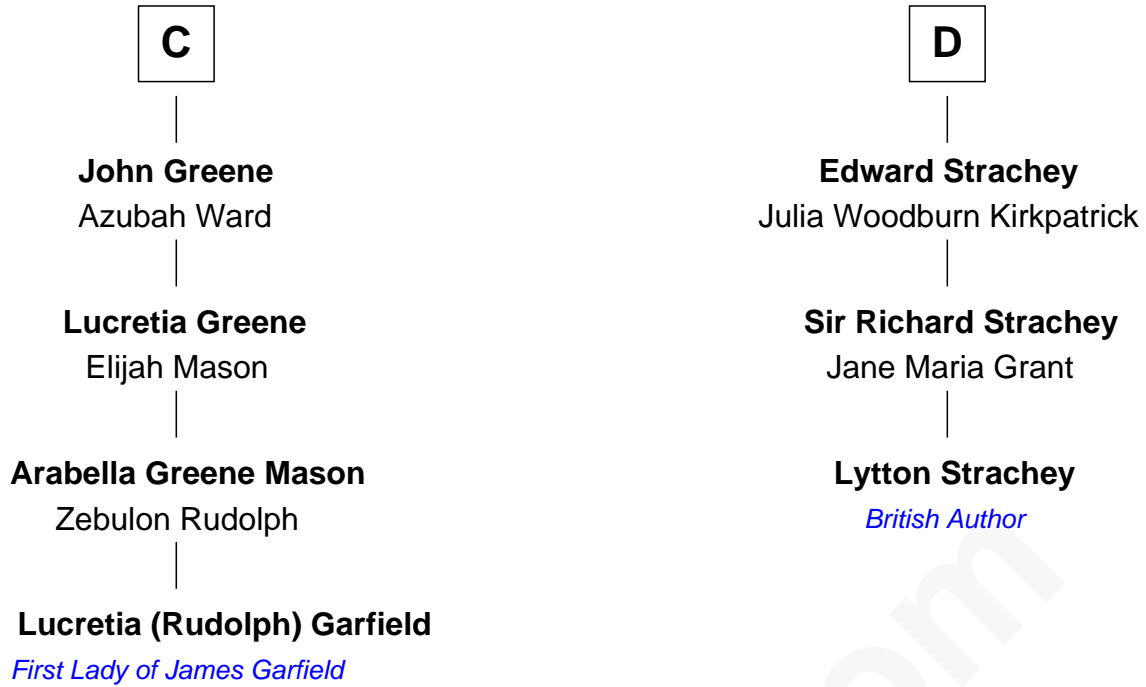 C
John Greene
Azubah Ward
Lucretia Greene
Elijah Mason
Arabella Greene Mason
Zebulon Rudolph
Lucretia (Rudolph) Garfield
First Lady of James Garfield
D
Edward Strachey
Julia Woodburn Kirkpatrick
Sir Richard Strachey
Jane Maria Grant
Lytton Strachey
British Author
om